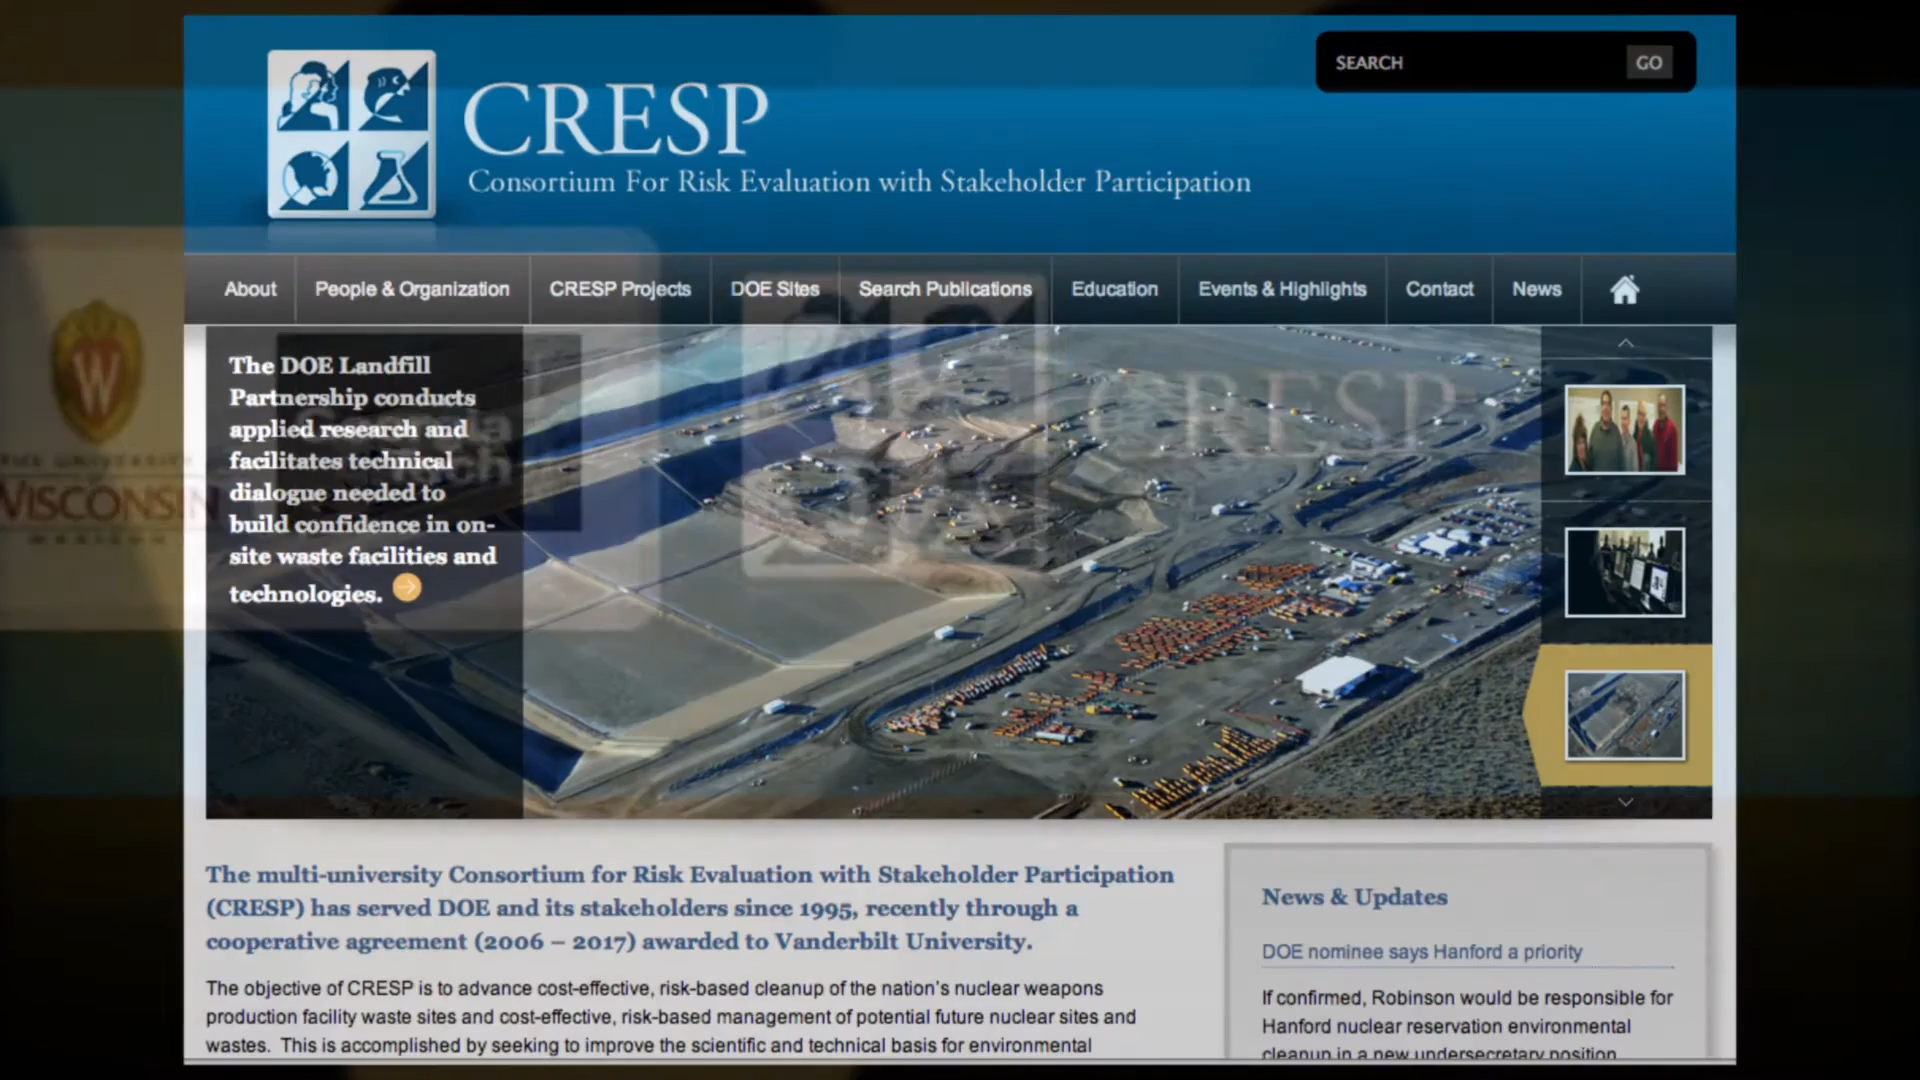 SEARCH
GO
CRESP
Consortium For Risk Evaluation with Stakeholder Participation
About
People & Organization
CRESP Projects
DOE Sites
Search Publications
Education
Events & Highlights
Contact
News
The DOE Landfill
Partnership conducts
applied research and
facilitates technical
dialogue needed to
build confidence in on-
site waste facilities and
technologies.
CRESP
W
WISCONSIN
The multi-university Consortium for Risk Evaluation with Stakeholder Participation
(CRESP) has served DOE and its stakeholders since 1995, recently through a
cooperative agreement (2006 – 2017) awarded to Vanderbilt University.
The objective of CRESP is to advance cost-effective, risk-based cleanup of the nation's nuclear weapons
production facility waste sites and cost-effective, risk-based management of potential future nuclear sites and
wastes. This is accomplished by seeking to improve the scientific and technical basis for environmental
News & Updates
DOE nominee says Hanford a priority
If confirmed, Robinson would be responsible for
Hanford nuclear reservation environmental
cleanup in a new undersecretary position